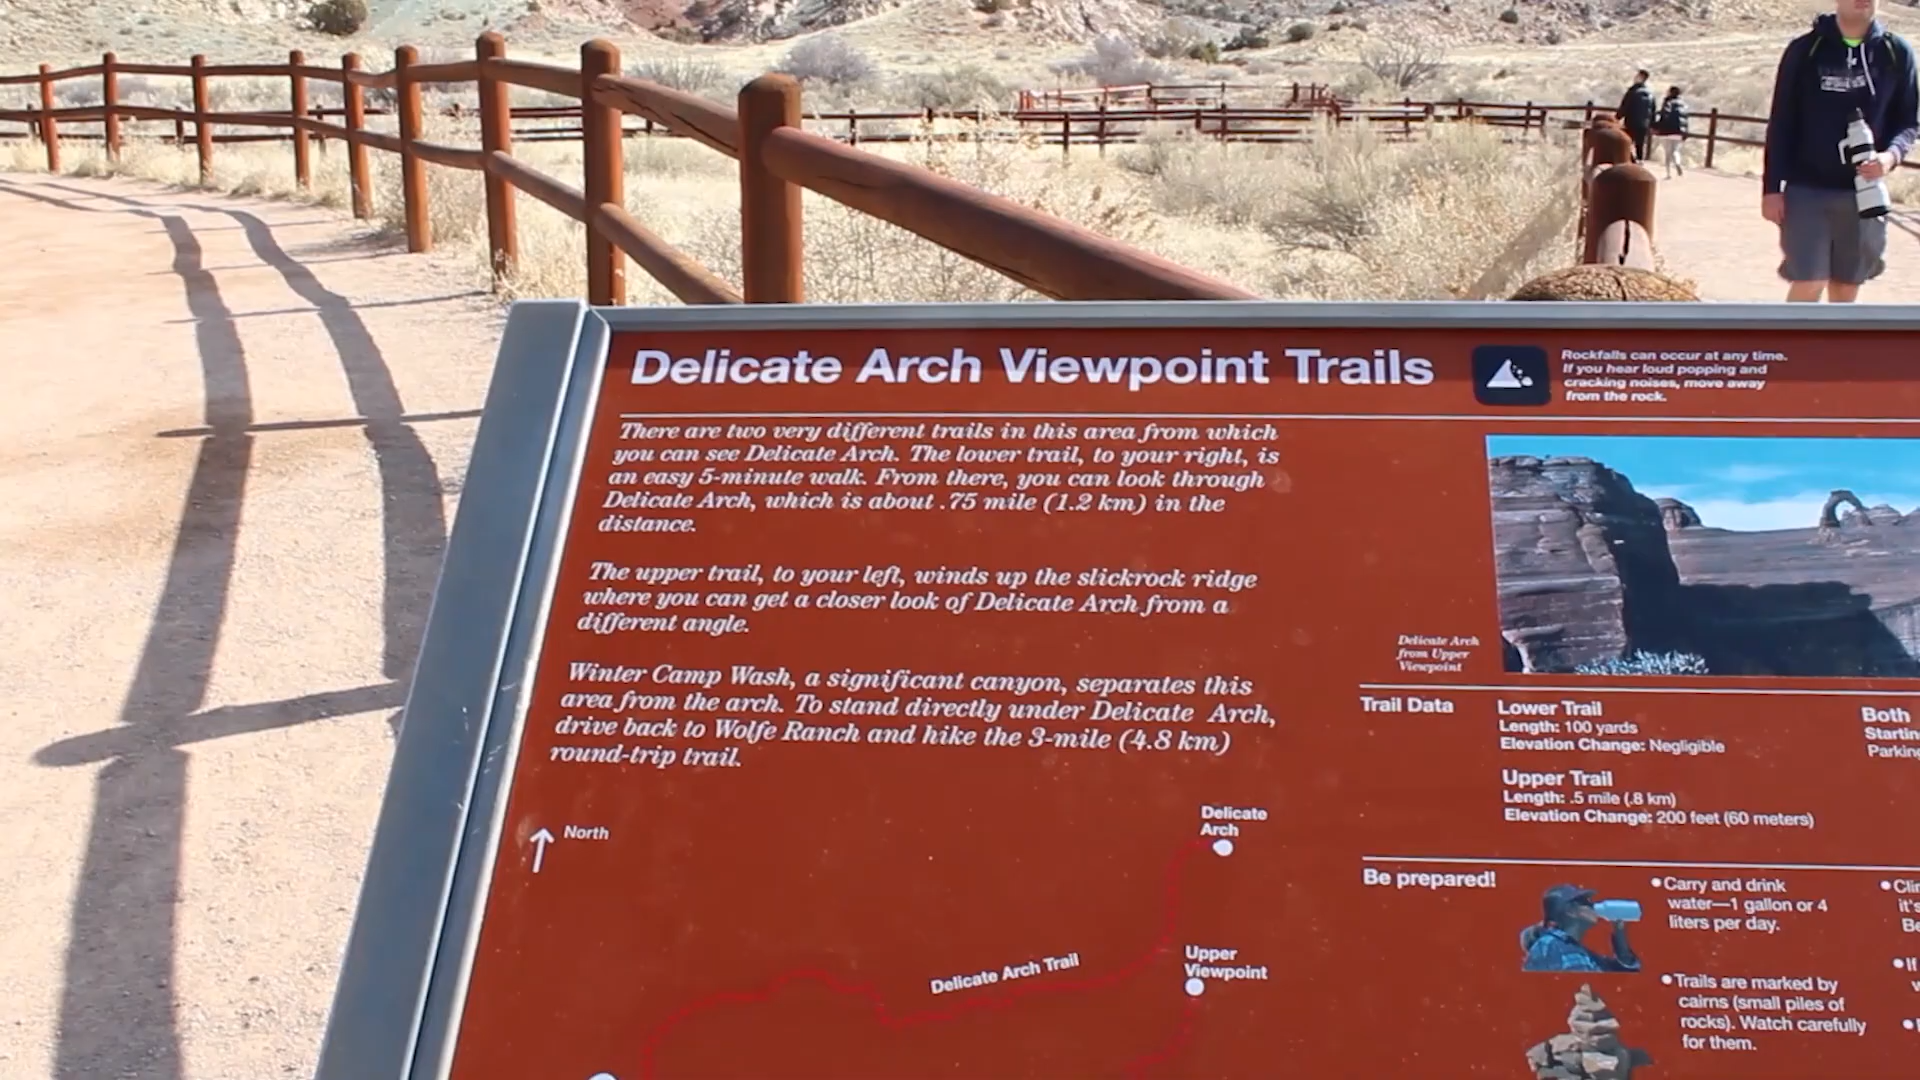 Delicate Arch Viewpoint Trails
Rockfalls can occur at any time.
If you hear loud popping and
cracking noises, move away
from the rock.
There are two very different trails in this area from which
you can see Delicate Arch. The lower trail, to your right, is
an easy 5-minute walk. From there, you can look through
Delicate Arch, which is about .75 mile (1.2 km) in the
distance.
The upper trail, to your left, winds up the slickrock ridge
where you can get a closer look of Delicate Arch from a
different angle.
Winter Camp Wash, a significant canyon, separates this
area from the arch. To stand directly under Delicate Arch,
drive back to Wolfe Ranch and hike the 3-mile (4.8 km)
round-trip trail.
Delicate Arch
from Upper
Viewpoint
Trail Data
Lower Trail
Length: 100 yards
Elevation Change: Negligible
Upper Trail
Length: .5 mile (.8 km)
Elevation Change: 200 feet (60 meters)
Both
North
Delicate
Arch
Delicate Arch Trail
Upper
Viewpoint
Be prepared!
• Carry and drink
water—1 gallon or 4
liters per day.
• Trails are marked by
cairns (small piles of
rocks). Watch carefully
for them.
• If